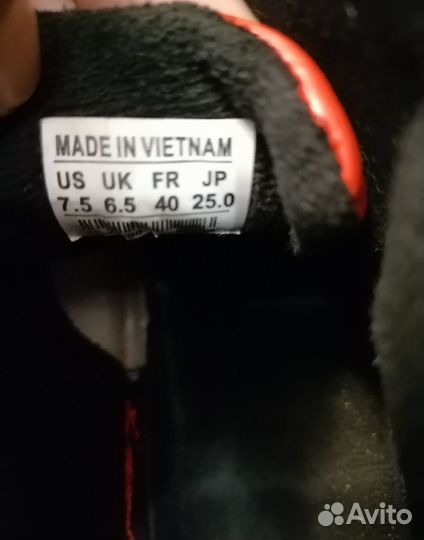 MADE IN VIETNAM
US UK FR JP
7.5 6.5 40 25.0
Avito